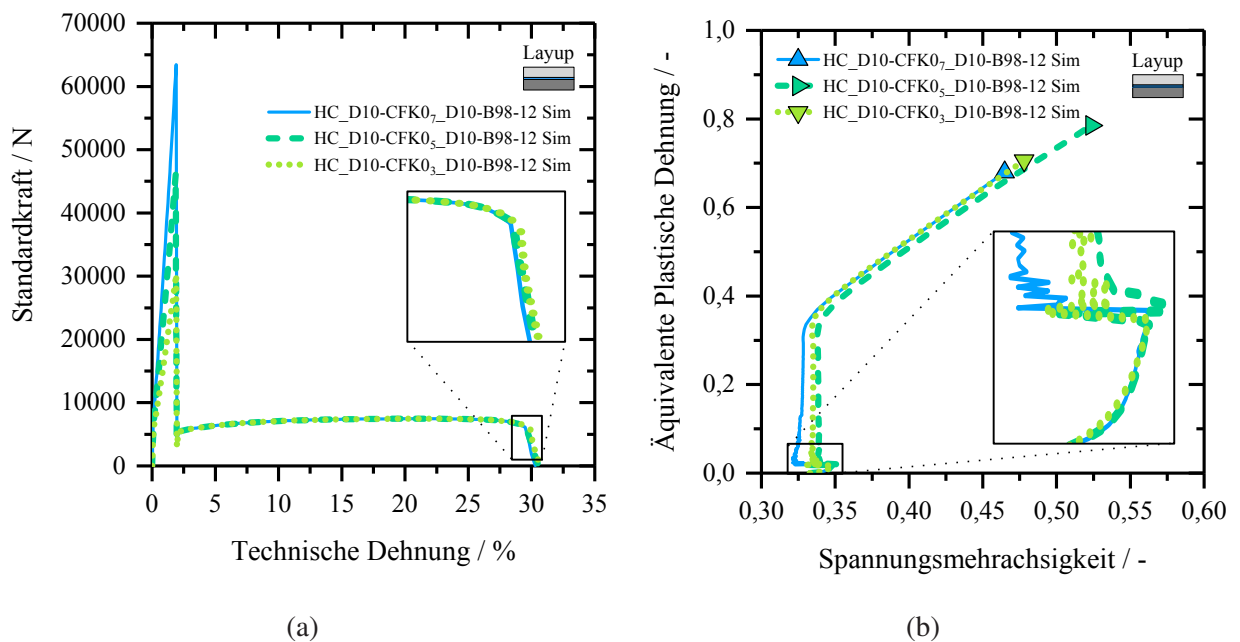 Standardkraft / N
70000
60000
50000
40000
30000
20000
10000
0
Layup
HC_D10-CFK0₇_D10-B98-12 Sim
HC_D10-CFK0₅_D10-B98-12 Sim
HC_D10-CFK0₃_D10-B98-12 Sim
0 5 10 15 20 25 30 35
Technische Dehnung / %
(a)
Äquivalente Plastische Dehnung / -
1,0
0,8
0,6
0,4
0,2
0,0
Layup
HC_D10-CFK0₇_D10-B98-12 Sim
HC_D10-CFK0₅_D10-B98-12 Sim
HC_D10-CFK0₃_D10-B98-12 Sim
0,30 0,35 0,40 0,45 0,50 0,55 0,60
Spannungsmehrachsigkeit / -
(b)